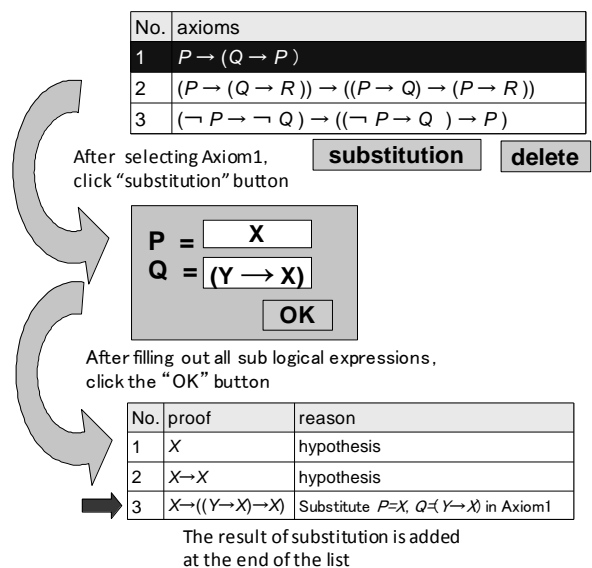 No. axioms
1 P → (Q → P )
2 (P → (Q → R )) → ((P → Q) → (P → R ))
3 (¬ P → ¬ Q ) → ((¬ P → Q ) → P )
After selecting Axiom1,
click “substitution” button
substitution delete
P = X
Q = (Y → X)
OK
After filling out all sub logical expressions,
click the “OK” button
No. proof reason
1 X hypothesis
2 X→X hypothesis
3 X→((Y→X)→X) Substitute P=X, Q=(Y→X) in Axiom1
The result of substitution is added
at the end of the list